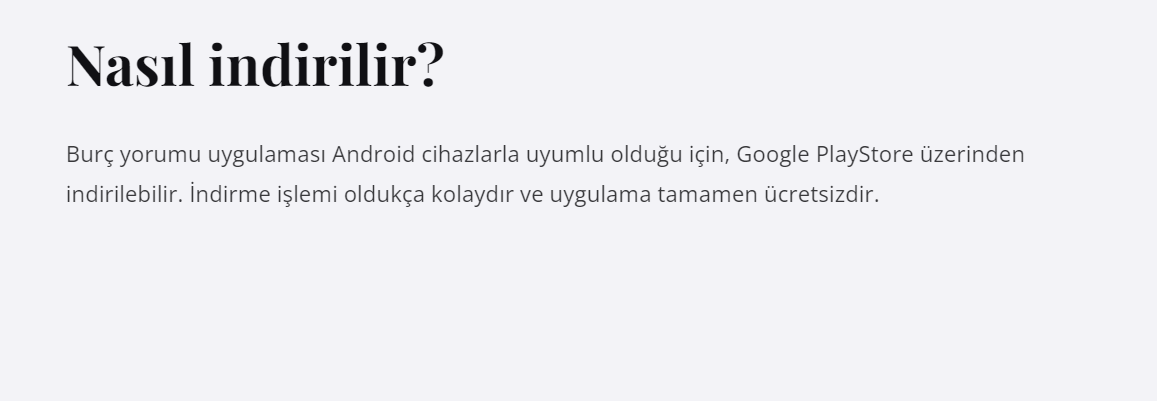 Nasıl indirilir?
Burç yorumu uygulaması Android cihazlarla uyumlu olduğu için, Google PlayStore üzerinden
indirilebilir. İndirme işlemi oldukça kolaydır ve uygulama tamamen ücretsizdir.